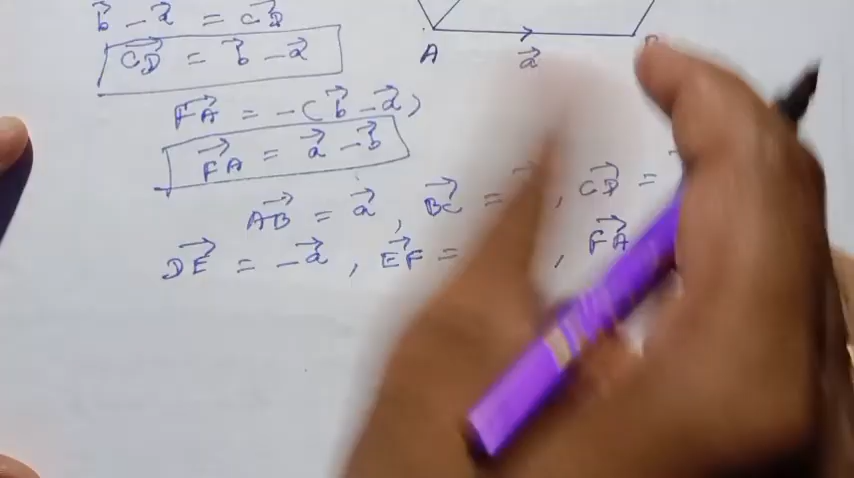 b⃗ - a⃗ = CD⃗
CD⃗ = b⃗ - a⃗
A
a⃗
FA⃗ = -(b⃗ - a⃗)
FA⃗ = a⃗ - b⃗
AB⃗ = a⃗ , BC⃗ = , CD⃗ =
DE⃗ = -a⃗ , EF⃗ = , FA⃗